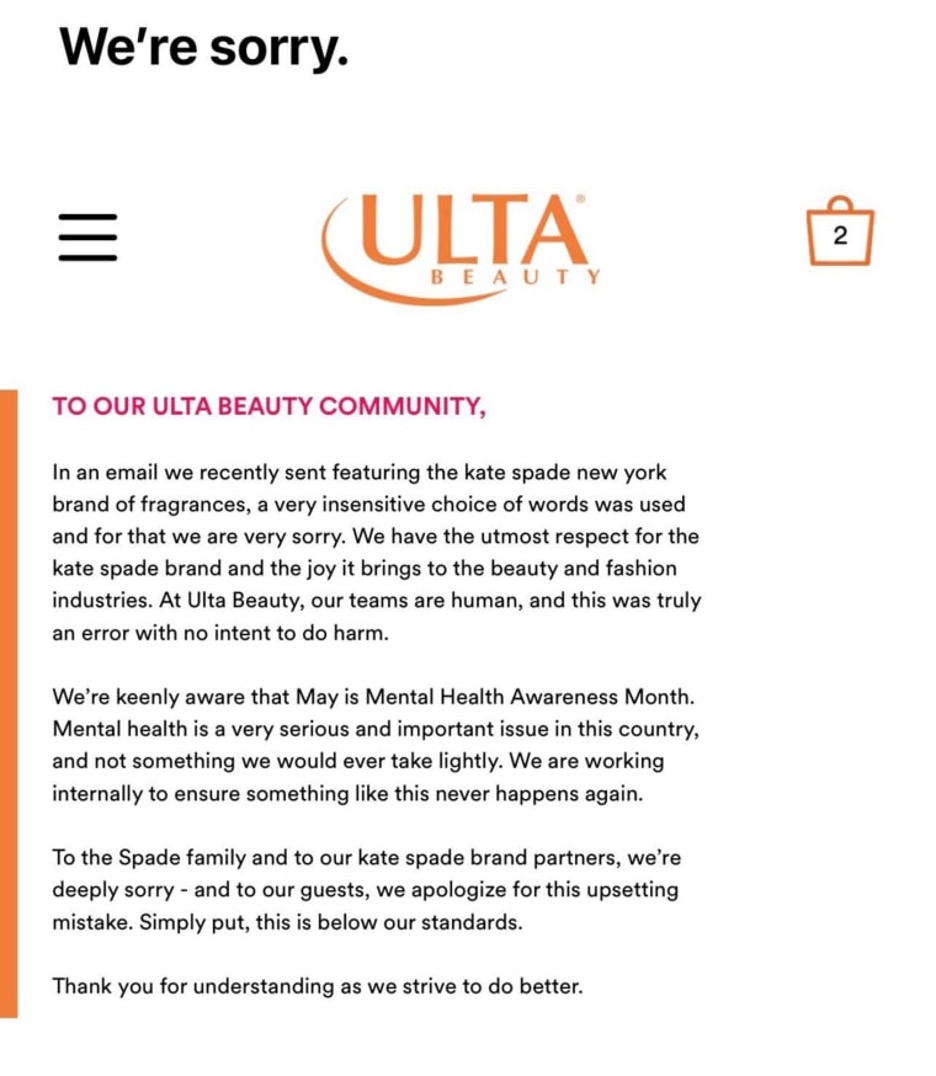 We're sorry.
ULTA®
BEAUTY
2
TO OUR ULTA BEAUTY COMMUNITY,
In an email we recently sent featuring the kate spade new york
brand of fragrances, a very insensitive choice of words was used
and for that we are very sorry. We have the utmost respect for the
kate spade brand and the joy it brings to the beauty and fashion
industries. At Ulta Beauty, our teams are human, and this was truly
an error with no intent to do harm.
We're keenly aware that May is Mental Health Awareness Month.
Mental health is a very serious and important issue in this country,
and not something we would ever take lightly. We are working
internally to ensure something like this never happens again.
To the Spade family and to our kate spade brand partners, we're
deeply sorry - and to our guests, we apologize for this upsetting
mistake. Simply put, this is below our standards.
Thank you for understanding as we strive to do better.